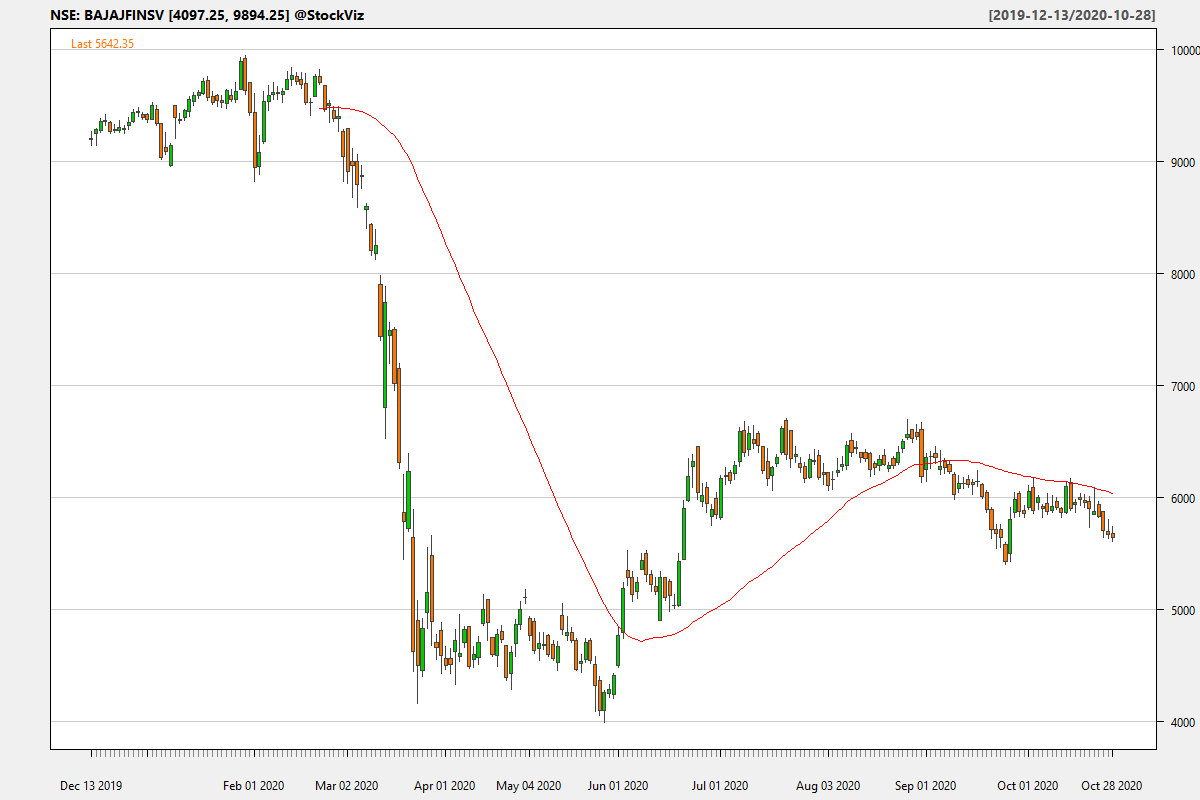 NSE: BAJAJFINSV [4097.25, 9894.25] @StockViz [2019-12-13/2020-10-28]
Last 5642.35
10000
9000
8000
7000
6000
5000
4000
Dec 13 2019 Feb 01 2020 Mar 02 2020 Apr 01 2020 May 04 2020 Jun 01 2020 Jul 01 2020 Aug 03 2020 Sep 01 2020 Oct 01 2020 Oct 28 2020